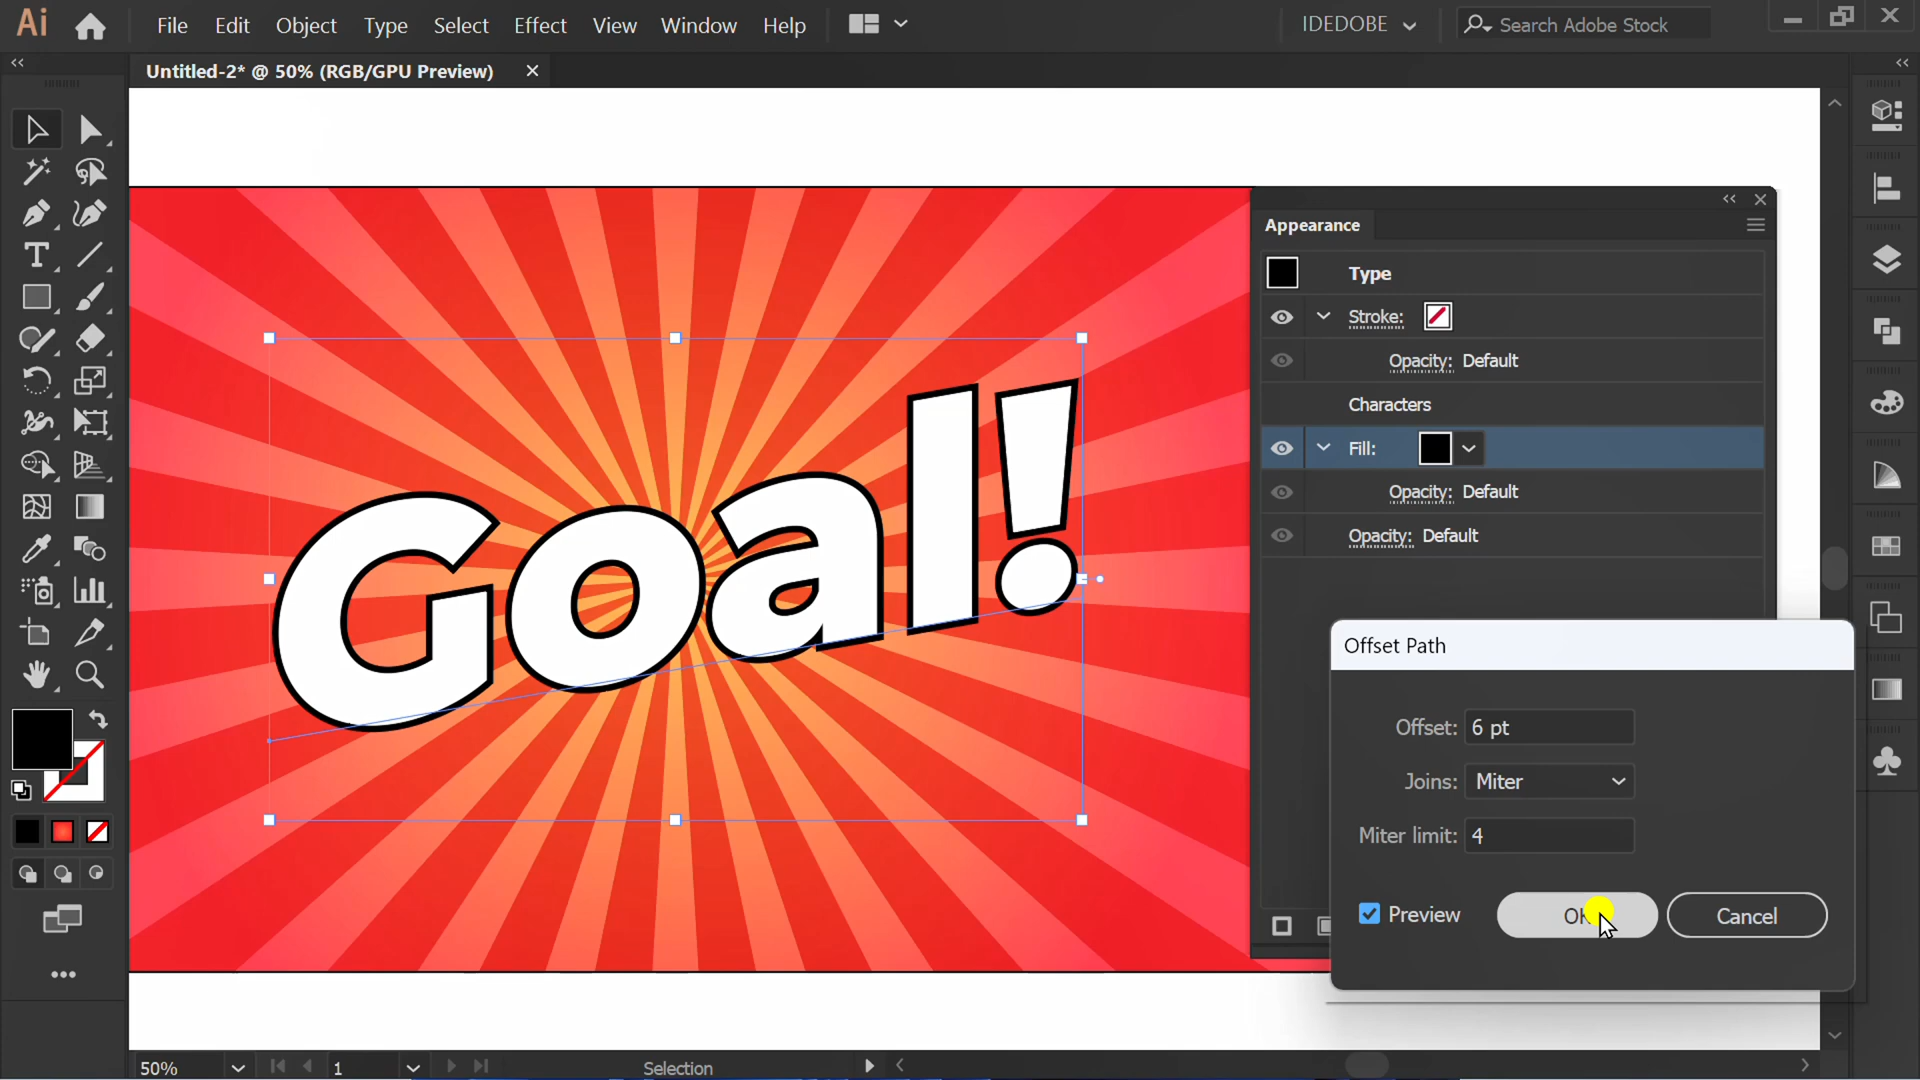 Ai File Edit Object Type Select Effect View Window Help IDEDOBE Search Adobe Stock
Untitled-2* @ 50% (RGB/GPU Preview)
Appearance
Type
Stroke:
Opacity: Default
Characters
Fill:
Opacity: Default
Opacity: Default
Goal!
Offset Path
Offset: 6 pt
Joins: Miter
Miter limit: 4
Preview OK Cancel
50% 1 Selection